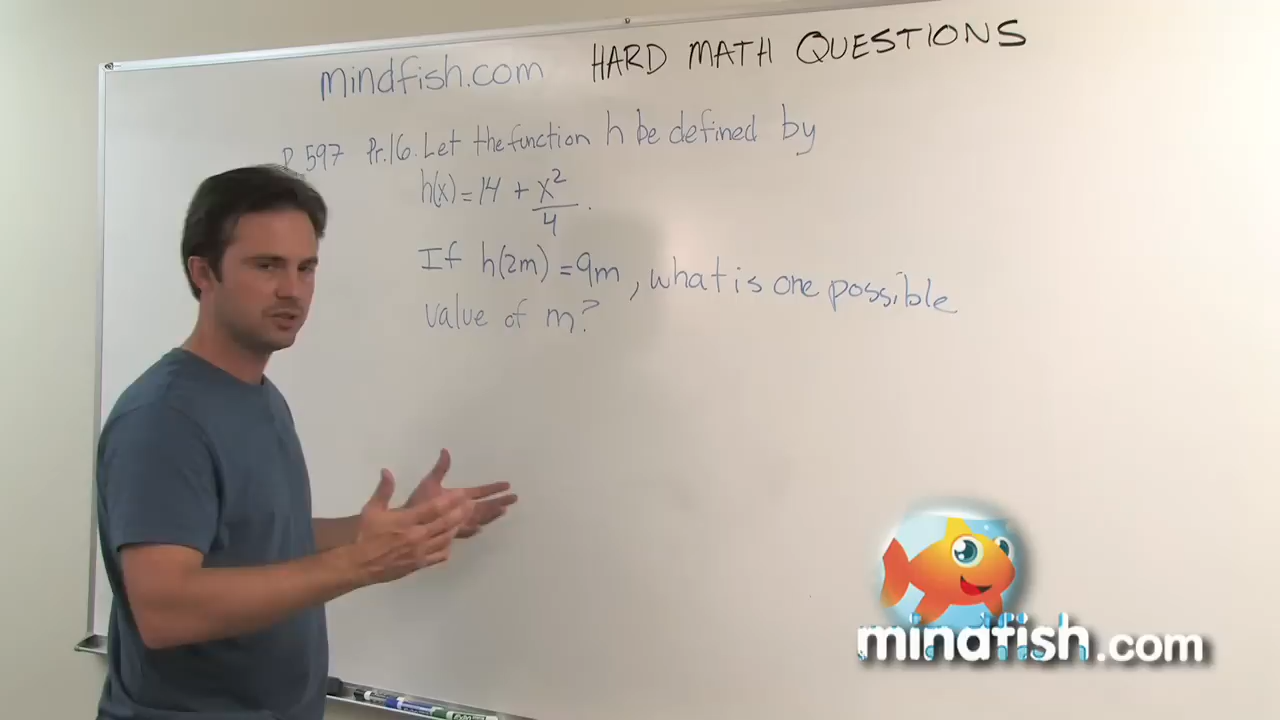 mindfish.com HARD MATH QUESTIONS
P. 597 Pr. 16. Let the function h be defined by
h(x) = 14 + x²/4 .
If h(2m) = 9m, what is one possible
value of m?
mindfish.com